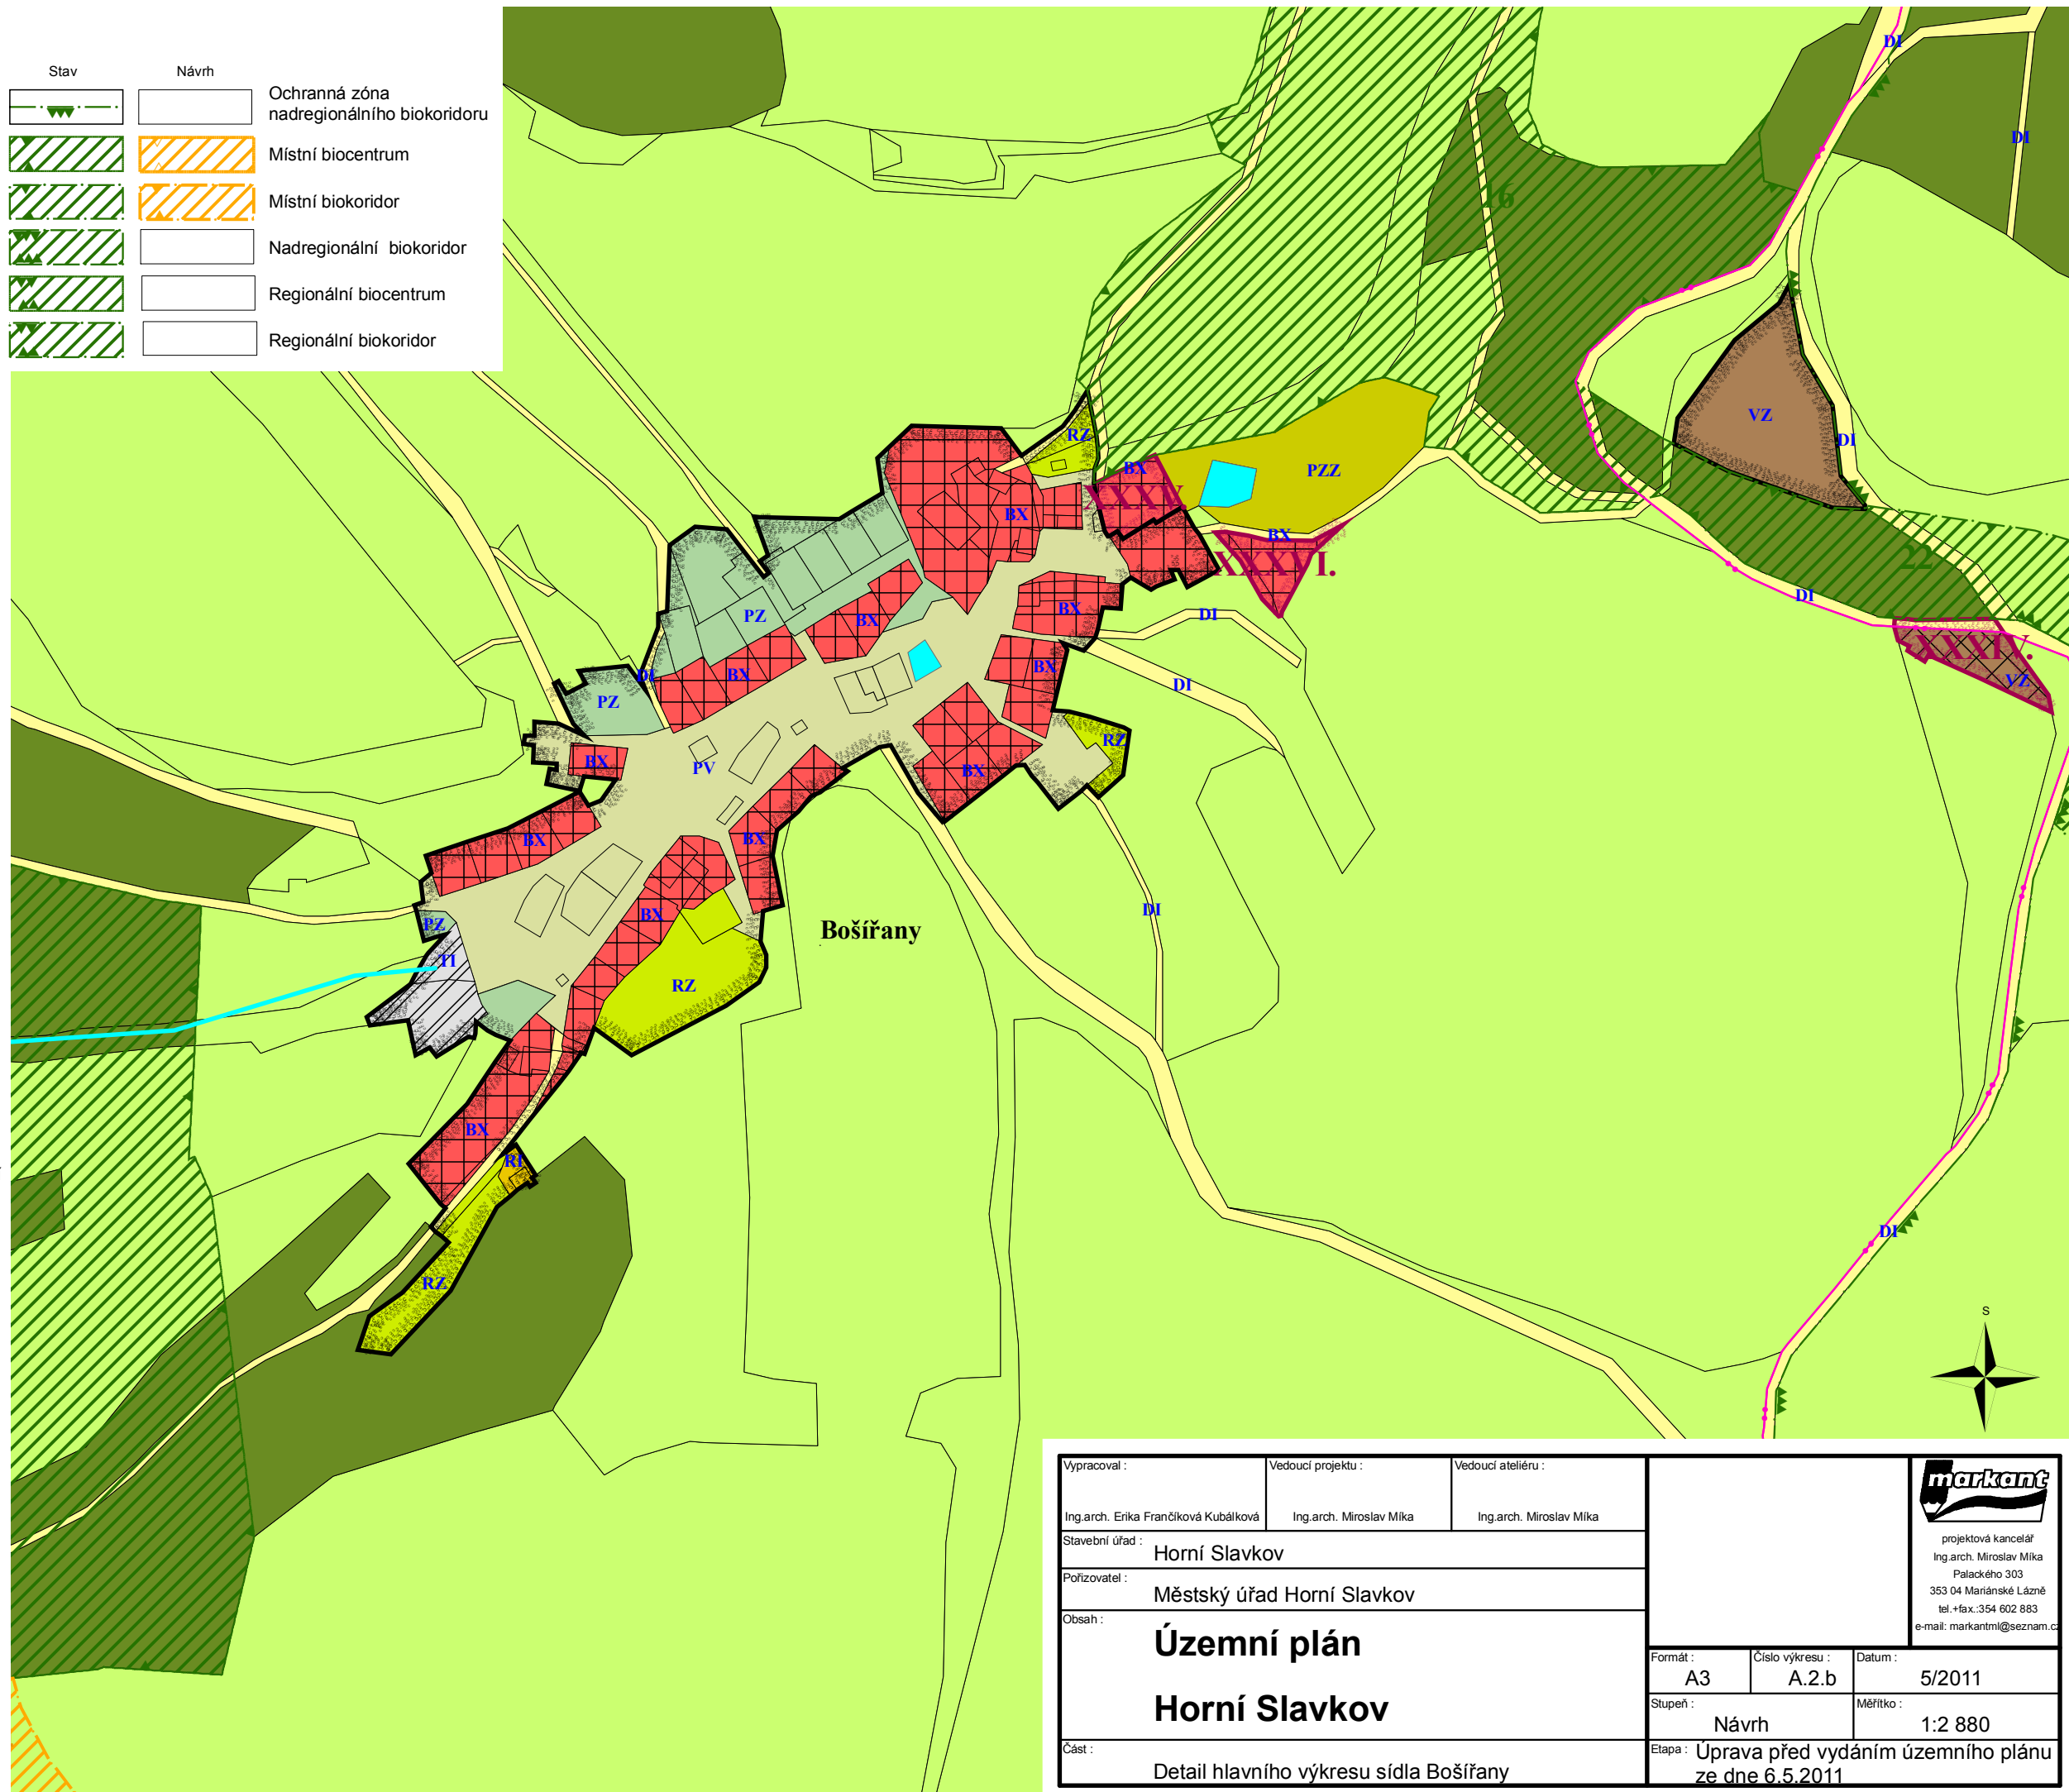 Stav Návrh
Ochranná zóna
nadregionálního biokoridoru
Místní biocentrum
Místní biokoridor
Nadregionální biokoridor
Regionální biocentrum
Regionální biokoridor
DI
DI
16
VZ
DI
RZ
BX
PZZ
XXXV.
BX
BX
XXXVI.
22
DI
BX
DI
PZ
BX
XXXIV.
VZ
BX
DI
BX
PZ
DI
RZ
BX
PV
BX
BX
BX
BX
DI
PZ
Bošířany
TI
RZ
BX
RI
DI
RZ
S
Vypracoval :
Ing.arch. Erika Frančíková Kubálková
Vedoucí projektu :
Ing.arch. Miroslav Míka
Vedoucí ateliéru :
Ing.arch. Miroslav Míka
Stavební úřad :
Horní Slavkov
Pořizovatel :
Městský úřad Horní Slavkov
Obsah :
Územní plán
Horní Slavkov
Část :
Detail hlavního výkresu sídla Bošířany
markant
projektová kancelář
Ing.arch. Miroslav Míka
Palackého 303
353 04 Mariánské Lázně
tel.+fax.:354 602 883
e-mail: markantml@seznam.cz
Formát :
A3
Číslo výkresu :
A.2.b
Datum :
5/2011
Stupeň :
Návrh
Měřítko :
1:2 880
Etapa : Úprava před vydáním územního plánu
ze dne 6.5.2011